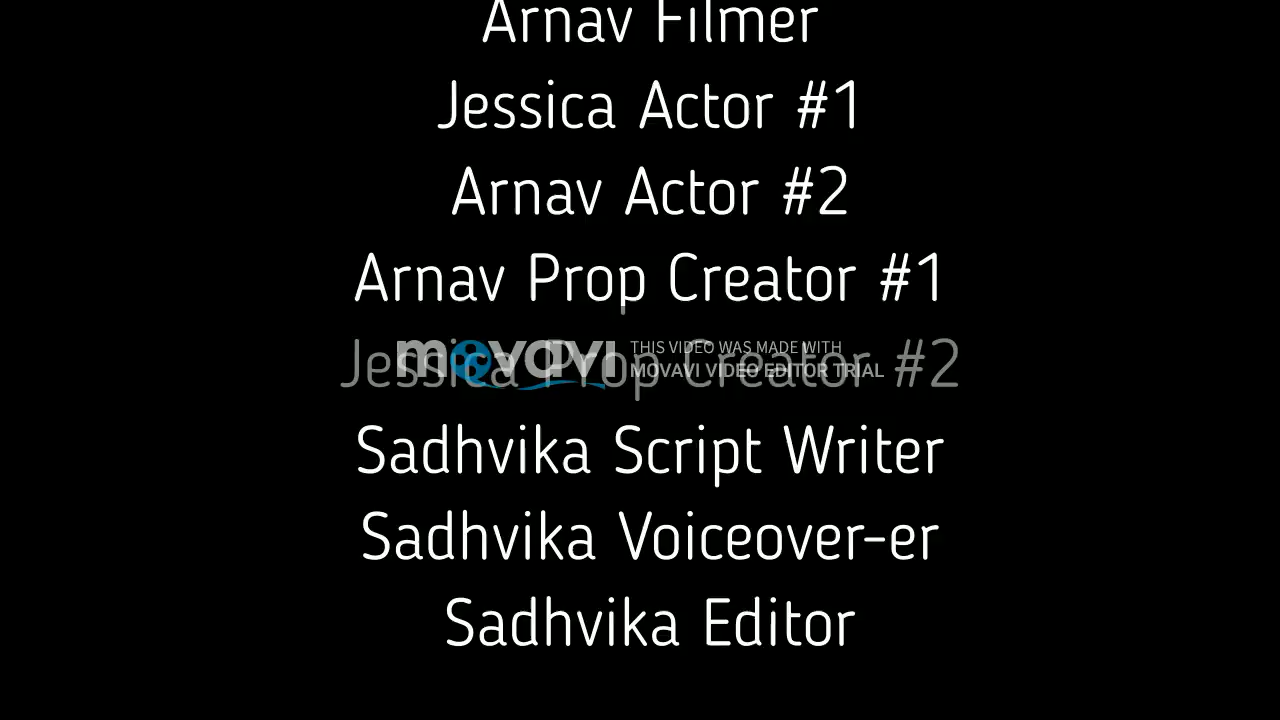 Arnav Filmer
Jessica Actor #1
Arnav Actor #2
Arnav Prop Creator #1
Jessica Prop Creator #2
movavi
THIS VIDEO WAS MADE WITH
MOVAVI VIDEO EDITOR TRIAL
Sadhvika Script Writer
Sadhvika Voiceover-er
Sadhvika Editor